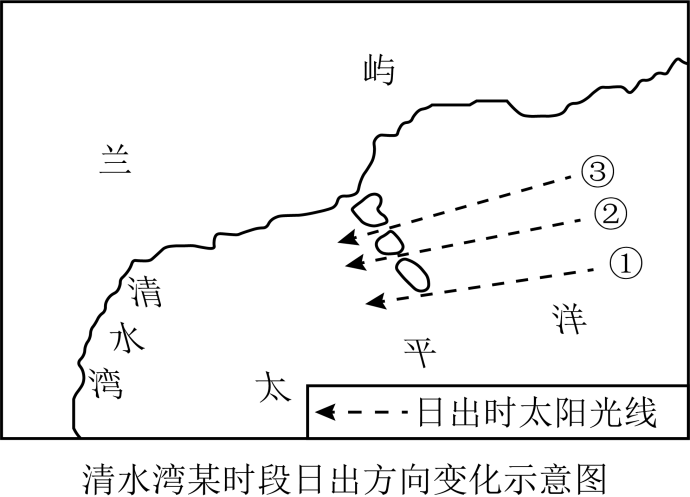 屿
兰
③
②
①
清
水
湾
洋
平
太
日出时太阳光线
清水湾某时段日出方向变化示意图